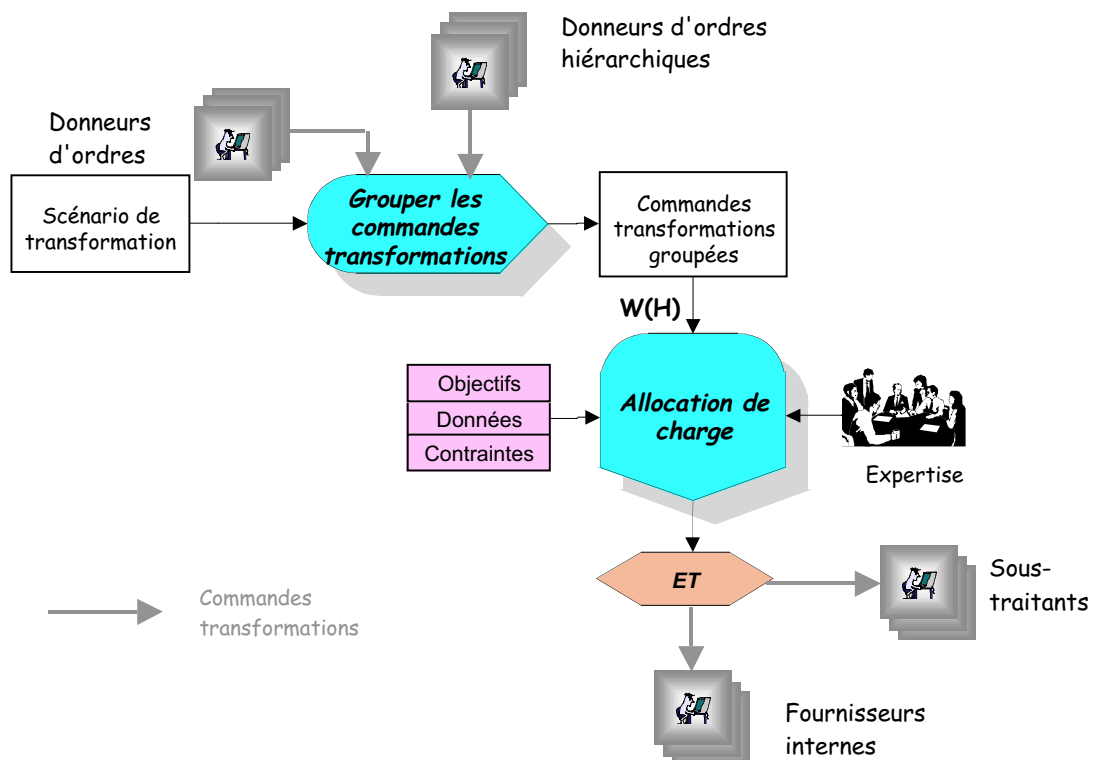 Donneurs d'ordres
hiérarchiques
Donneurs
d'ordres
Scénario de
transformation
Grouper les
commandes
transformations
Commandes
transformations
groupées
W(H)
Objectifs
Données
Contraintes
Allocation de
charge
Expertise
ET
Sous-
traitants
Commandes
transformations
Fournisseurs
internes